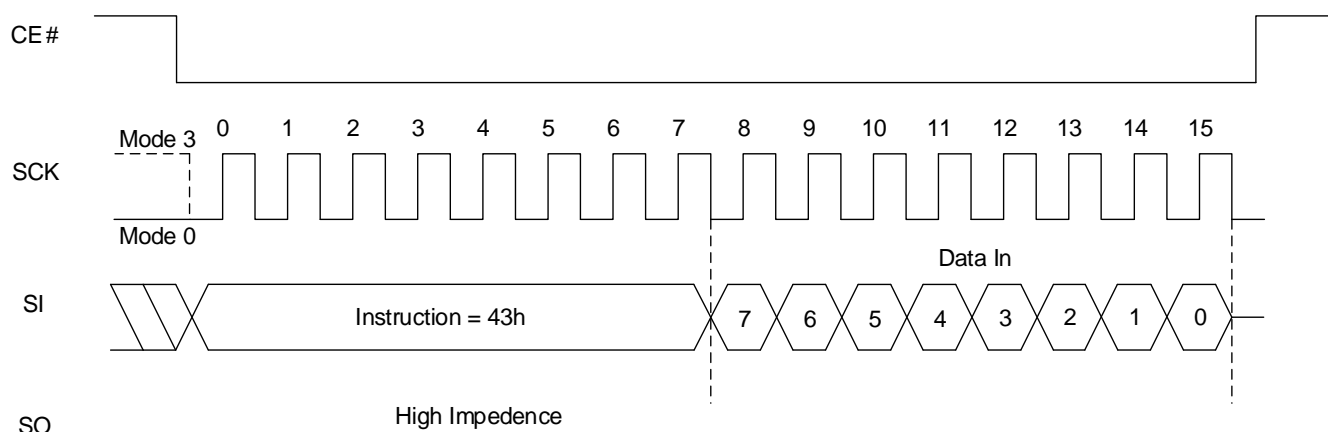 CE#
0 1 2 3 4 5 6 7 8 9 10 11 12 13 14 15
Mode 3
SCK
Mode 0
Data In
SI
Instruction = 43h
7 6 5 4 3 2 1 0
High Impedence
SO